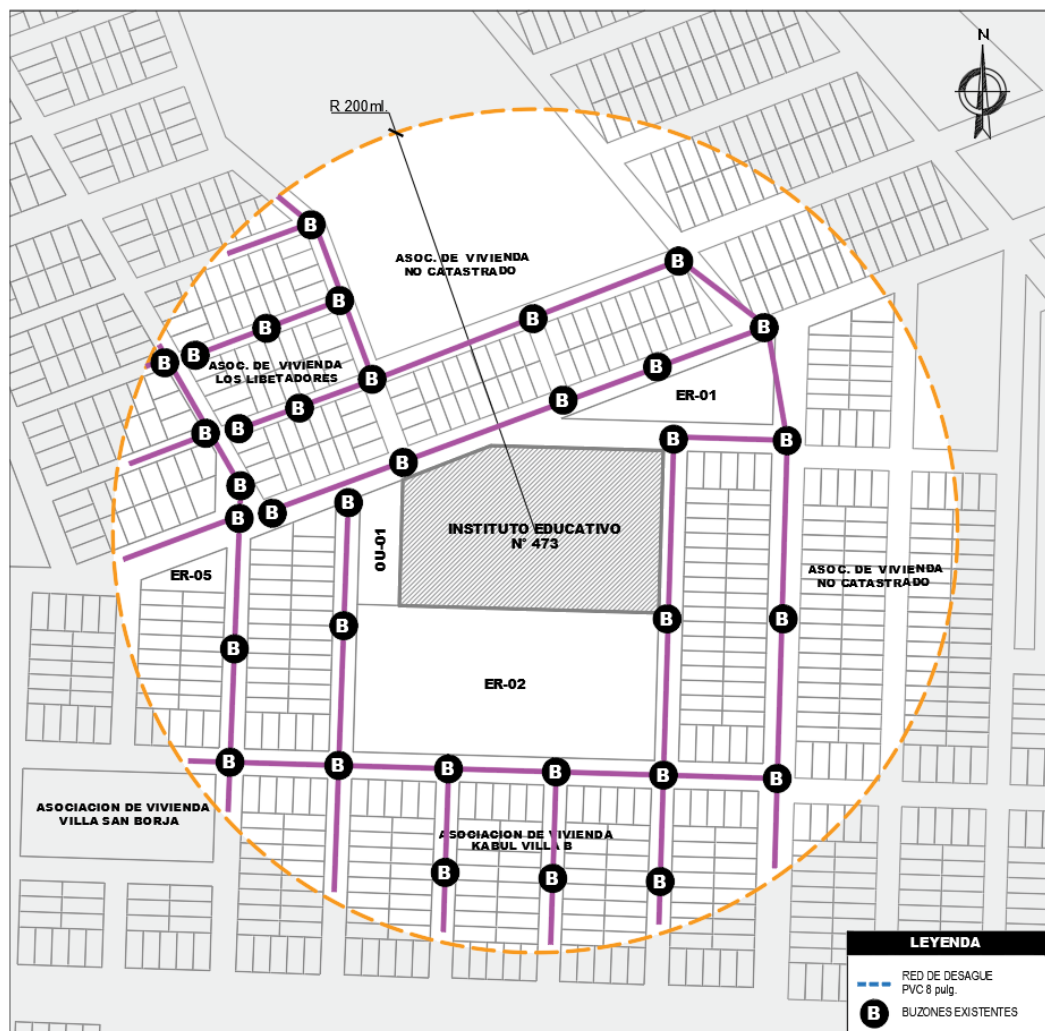 N
R 200ml.
B
ASOC. DE VIVIENDA
NO CATASTRADO
B
B
B
B
B
B
B
B
ASOC. DE VIVIENDA
LOS LIBETADORES
B
B
B
ER-01
B
B
B
B
B
B
B
B
B
B
B
INSTITUTO EDUCATIVO
N° 473
OU-01
ER-05
ASOC. DE VIVIENDA
NO CATASTRADO
B
B
B
B
ER-02
B
B
B
B
B
B
ASOCIACION DE VIVIENDA
VILLA SAN BORJA
ASOCIACION DE VIVIENDA
KABUL VILLA B
B
B
B
LEYENDA
RED DE DESAGUE
PVC 8 pulg.
B BUZONES EXISTENTES